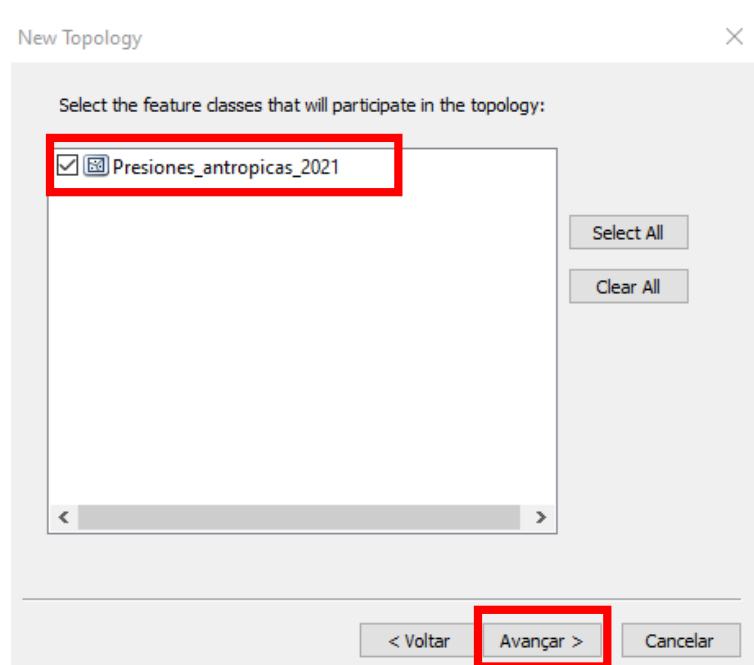 New Topology
Select the feature classes that will participate in the topology:
Presiones_antropicas_2021
Select All
Clear All
< Voltar
Avançar >
Cancelar